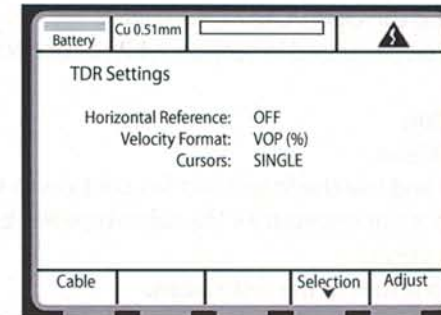 Battery
Cu 0.51mm
TDR Settings
Horizontal Reference: OFF
Velocity Format: VOP (%)
Cursors: SINGLE
Cable
Selection
Adjust